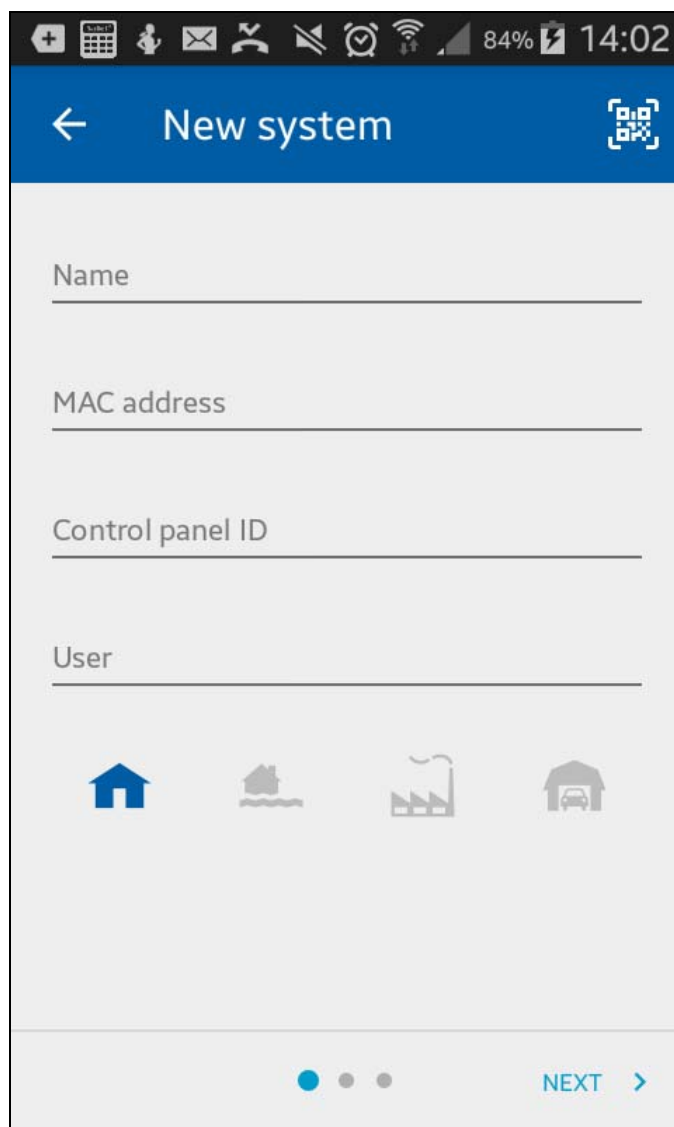 84% 14:02
New system
Name
MAC address
Control panel ID
User
NEXT